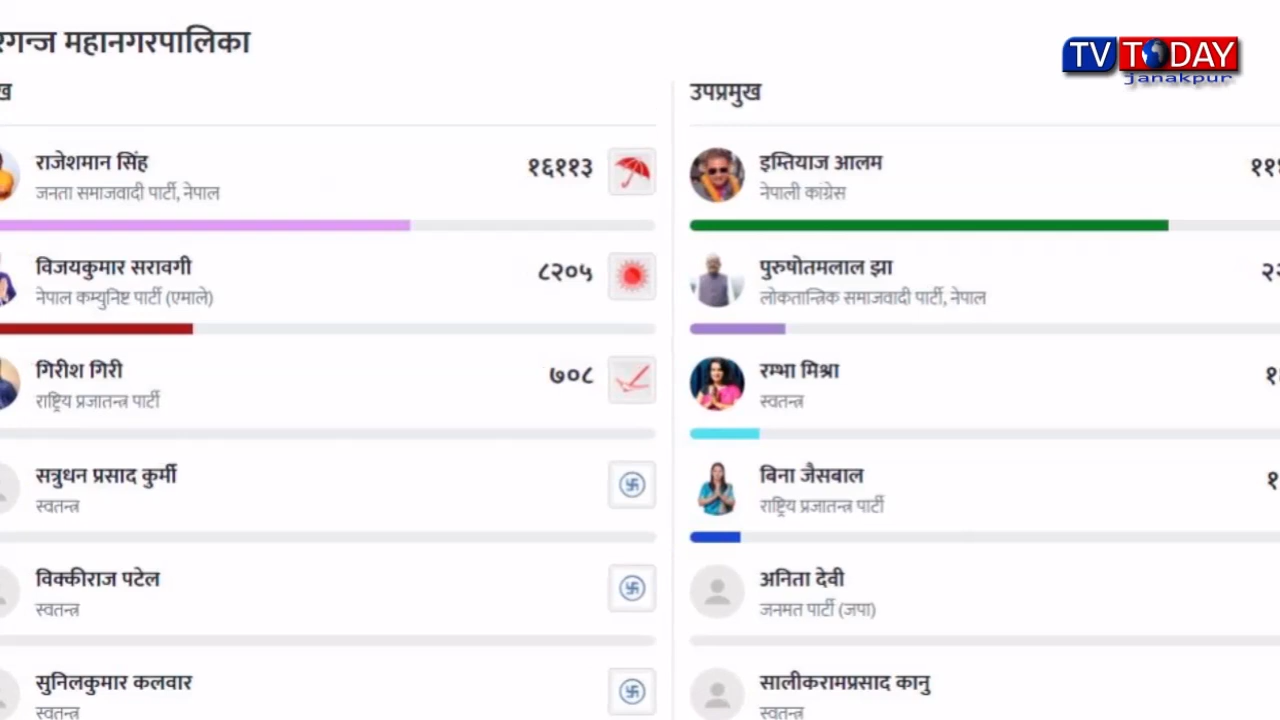 रगन्ज महानगरपालिका
TV TODAY
janakpur
ख
राजेशमान सिंह
१६११३
जनता समाजवादी पार्टी, नेपाल
विजयकुमार सरावगी
८२०५
नेपाल कम्युनिष्ट पार्टी (एमाले)
गिरीश गिरी
७०८
राष्ट्रिय प्रजातन्त्र पार्टी
सत्रुधन प्रसाद कुर्मी
स्वतन्त्र
विक्कीराज पटेल
स्वतन्त्र
सुनिलकुमार कलवार
स्वतन्त्र
उपप्रमुख
इम्तियाज आलम
नेपाली कांग्रेस
पुरुषोतमलाल झा
लोकतान्त्रिक समाजवादी पार्टी, नेपाल
रम्भा मिश्रा
स्वतन्त्र
बिना जैसबाल
राष्ट्रिय प्रजातन्त्र पार्टी
अनिता देवी
जनमत पार्टी (जपा)
सालीकरामप्रसाद कानु
स्वतन्त्र